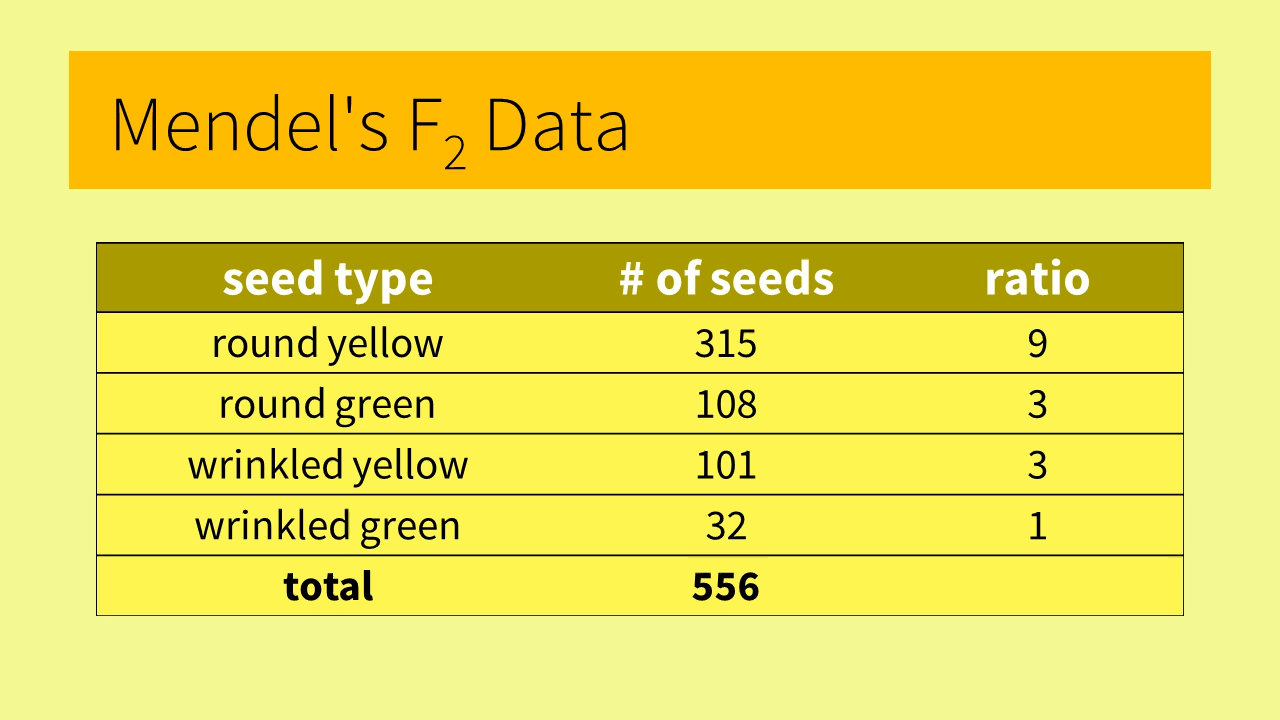 Mendel's F₂ Data
seed type # of seeds ratio
round yellow 315 9
round green 108 3
wrinkled yellow 101 3
wrinkled green 32 1
total 556